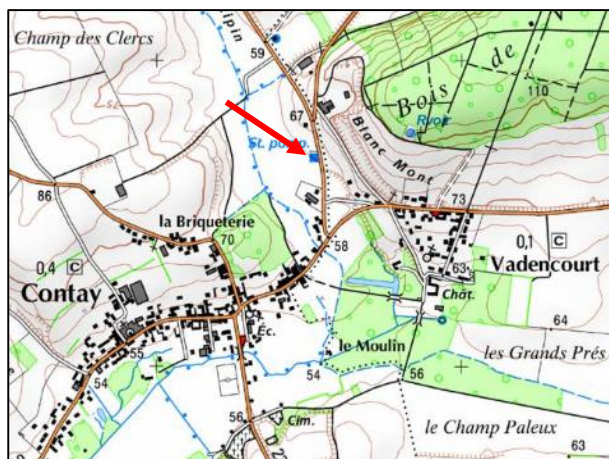 Champ des Clercs
59
ipin
Bois de
110
Rvoir
67
St. pomp.
Blanc Mont
75
86
la Briqueterie
70
73
58
0,1 C
Vadencourt
0,4 C
63
Contay
Chât.
Éc.
64
55
le Moulin
les Grands Prés
54
54
56
56
Cim.
le Champ Paleux
63